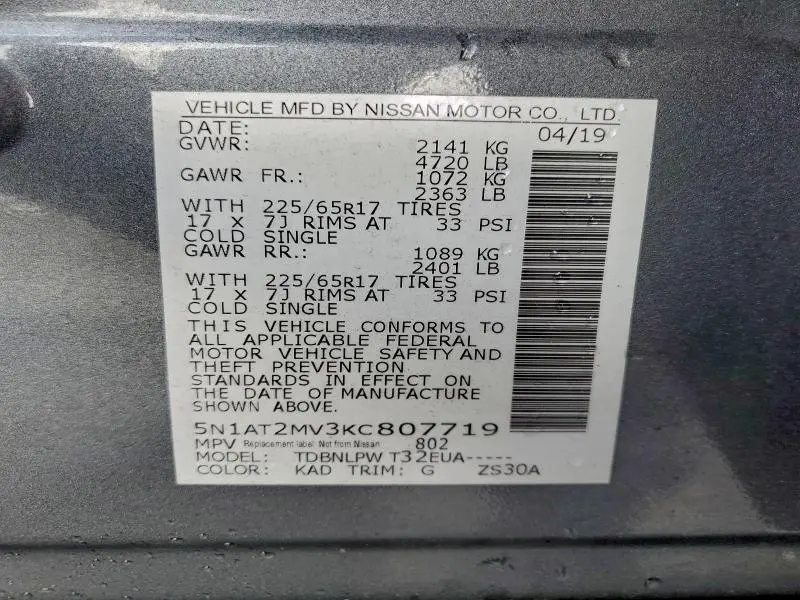 VEHICLE MFD BY NISSAN MOTOR CO., LTD.
DATE: 04/19
GVWR: 2141 KG
4720 LB
GAWR FR.: 1072 KG
2363 LB
WITH 225/65R17 TIRES
17 X 7J RIMS AT 33 PSI
COLD SINGLE
GAWR RR.: 1089 KG
2401 LB
WITH 225/65R17 TIRES
17 X 7J RIMS AT 33 PSI
COLD SINGLE
THIS VEHICLE CONFORMS TO
ALL APPLICABLE FEDERAL
MOTOR VEHICLE SAFETY AND
THEFT PREVENTION
STANDARDS IN EFFECT ON
THE DATE OF MANUFACTURE
SHOWN ABOVE.
5N1AT2MV3KC807719
MPV Replacement label Not from Nissan 802
MODEL: TDBNLPW T32EUA-----
COLOR: KAD TRIM: G ZS30A